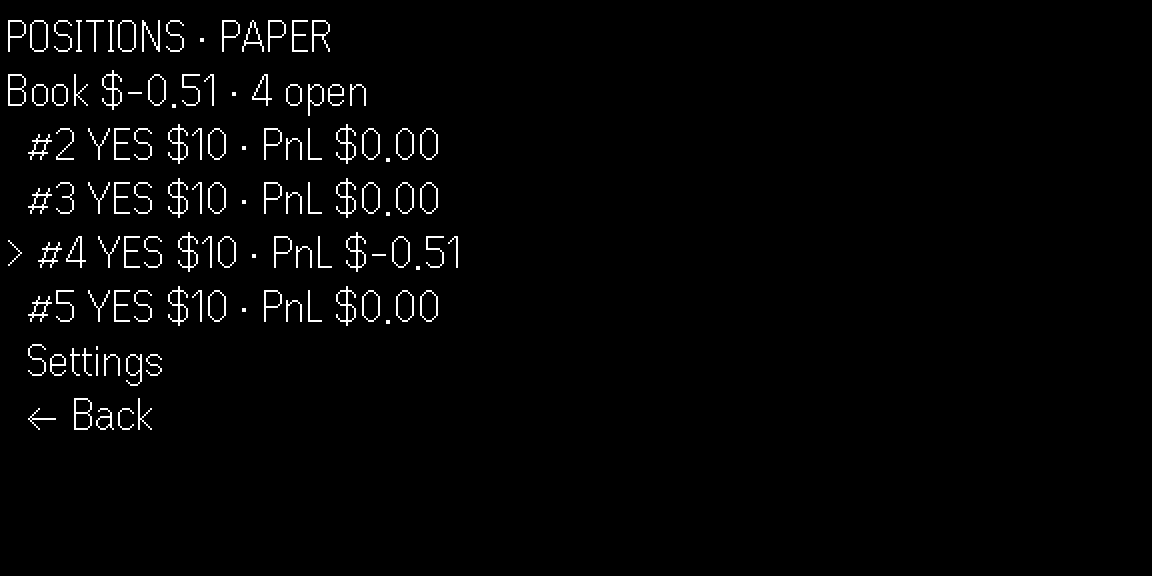 POSITIONS · PAPER
Book $-0.51 · 4 open
#2 YES $10 · PnL $0.00
#3 YES $10 · PnL $0.00
> #4 YES $10 · PnL $-0.51
#5 YES $10 · PnL $0.00
Settings
← Back